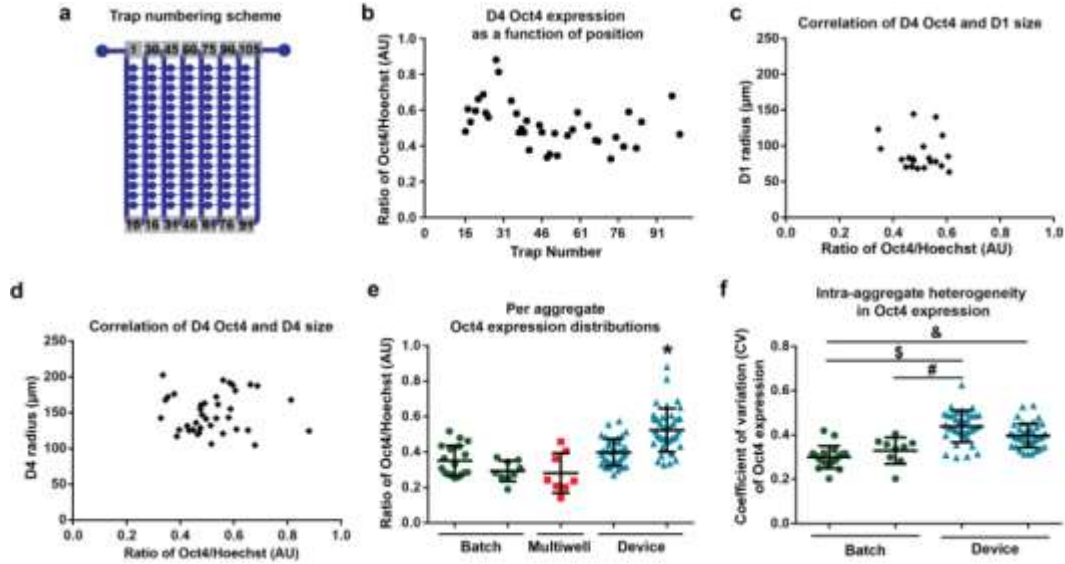 a
Trap numbering scheme
1 30 45 60 75 90 105
15 16 31 46 61 76 91
b
D4 Oct4 expression
as a function of position
Ratio of Oct4/Hoechst (AU)
1.0
0.8
0.6
0.4
0.2
0.0
0 16 31 46 61 76 91
Trap Number
c
Correlation of D4 Oct4 and D1 size
D1 radius (µm)
250
200
150
100
50
0
0.0 0.2 0.4 0.6 0.8 1.0
Ratio of Oct4/Hoechst (AU)
d
Correlation of D4 Oct4 and D4 size
D4 radius (µm)
250
200
150
100
50
0
0.0 0.2 0.4 0.6 0.8 1.0
Ratio of Oct4/Hoechst (AU)
e
Per aggregate
Oct4 expression distributions
Ratio of Oct4/Hoechst (AU)
1.0
0.8
0.6
0.4
0.2
0.0
*
Batch Multiwell Device
f
Intra-aggregate heterogeneity
in Oct4 expression
Coefficient of variation (CV)
of Oct4 expression
0.8
0.6
0.4
0.2
0.0
&
$
#
Batch Device